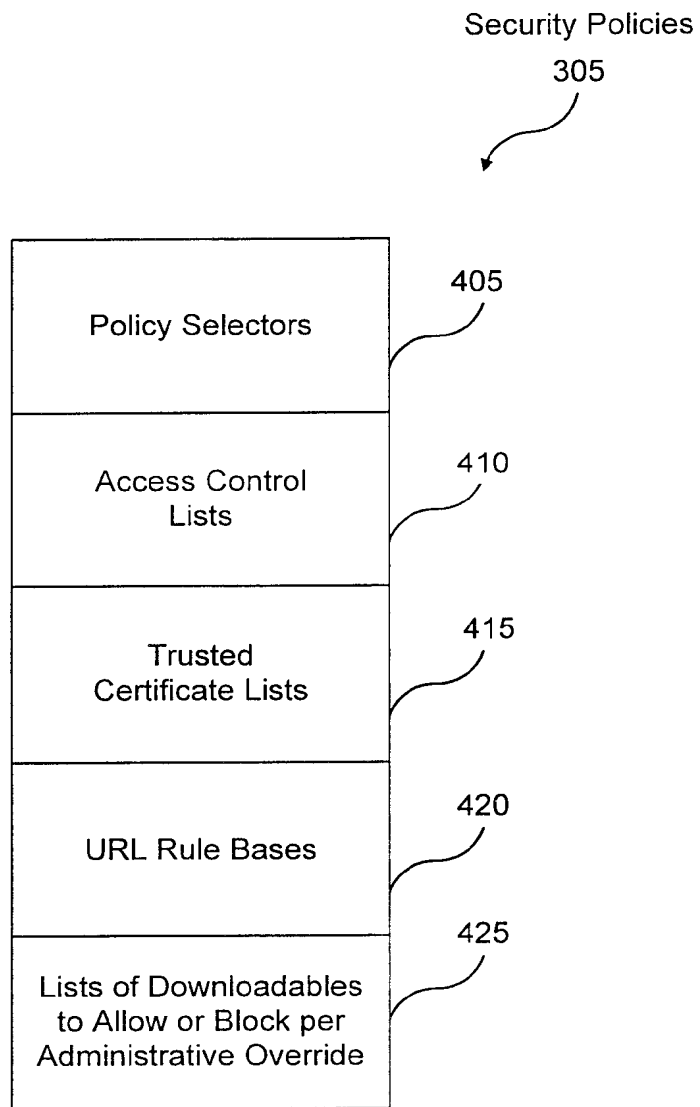 Security Policies
305
405
Policy Selectors
410
Access Control
Lists
415
Trusted
Certificate Lists
420
URL Rule Bases
425
Lists of Downloadables
to Allow or Block per
Administrative Override